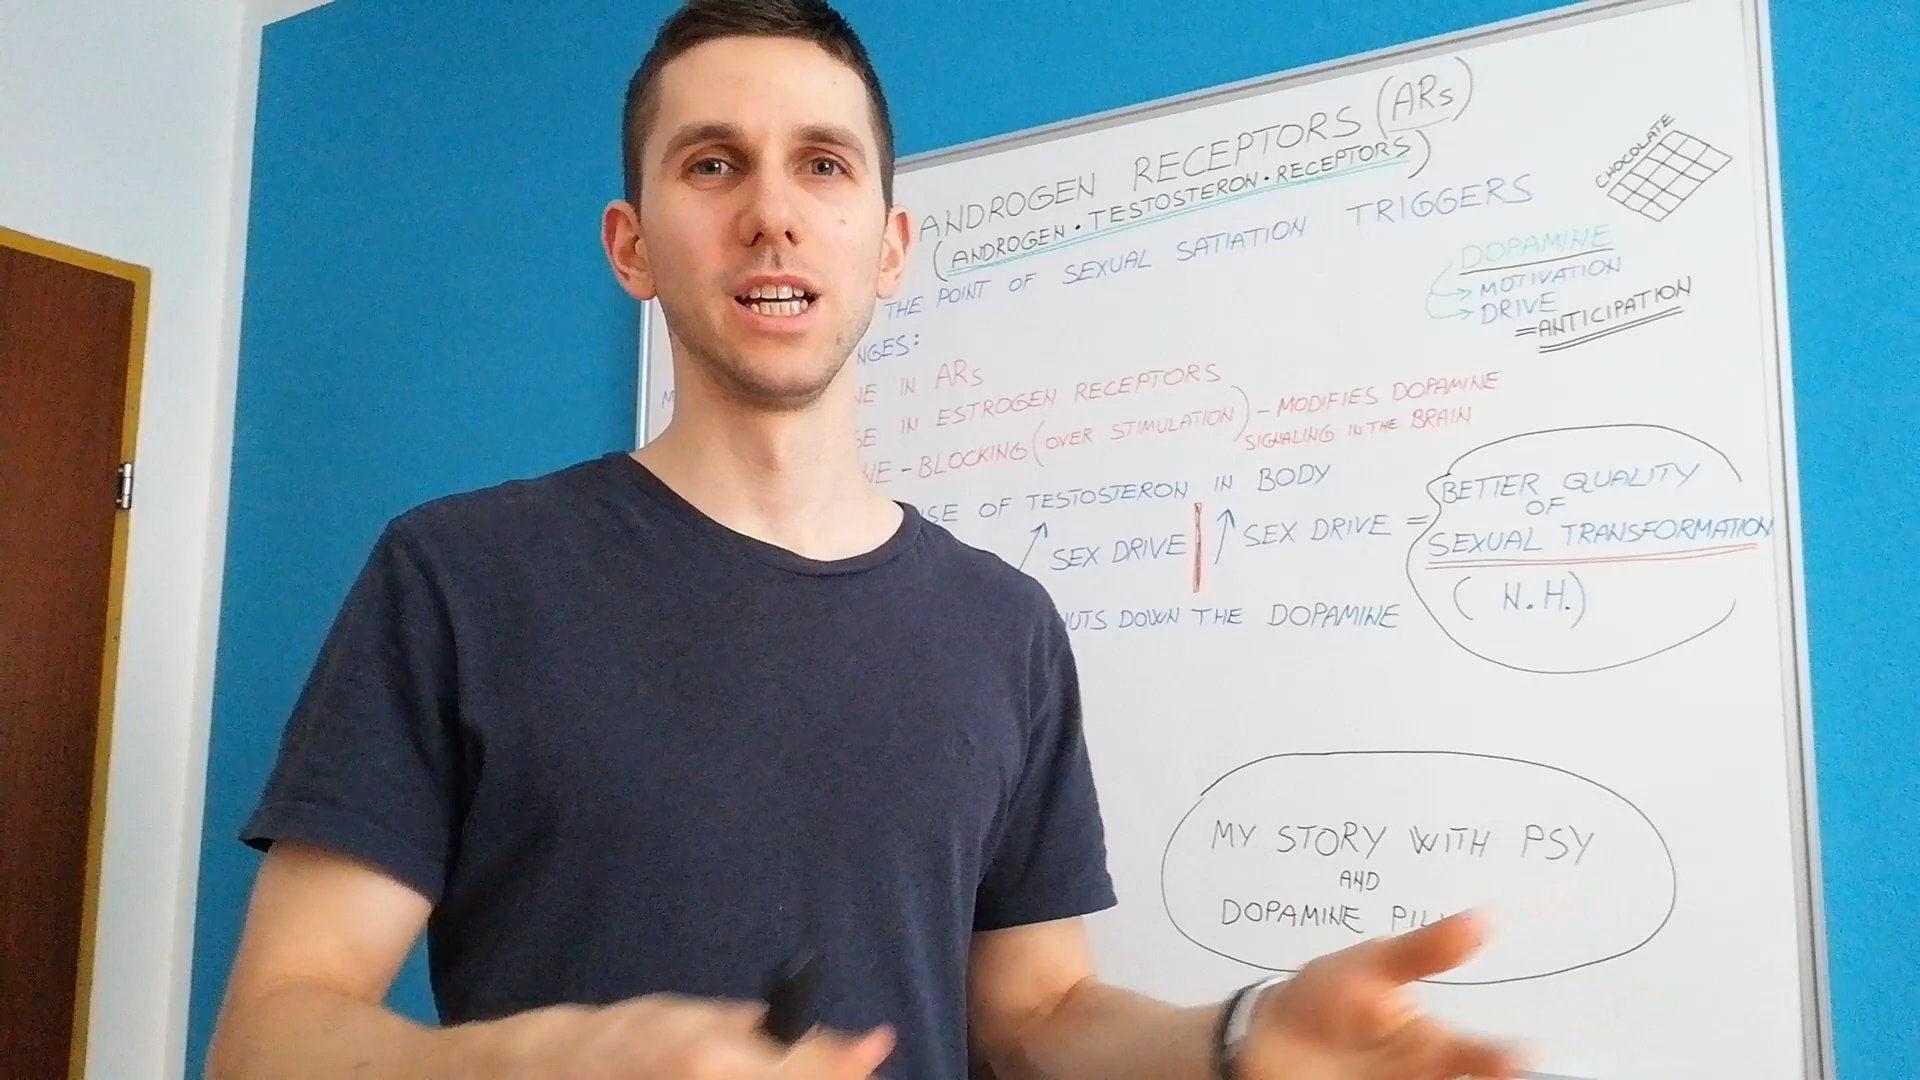 ANDROGEN RECEPTORS (ARs)
(ANDROGEN • TESTOSTERON • RECEPTORS)
THE POINT OF SEXUAL SATIATION TRIGGERS
NGES:
NE IN ARs
SE IN ESTROGEN RECEPTORS
NE - BLOCKING (OVER STIMULATION) - MODIFIES DOPAMINE
SIGNALING IN THE BRAIN
SE OF TESTOSTERON IN BODY
SEX DRIVE SEX DRIVE =
UTS DOWN THE DOPAMINE
CHOCOLATE
DOPAMINE
MOTIVATION
DRIVE
=ANTICIPATION
BETTER QUALITY
OF
SEXUAL TRANSFORMATION
(N.H.)
MY STORY WITH PSY
AND
DOPAMINE PIL